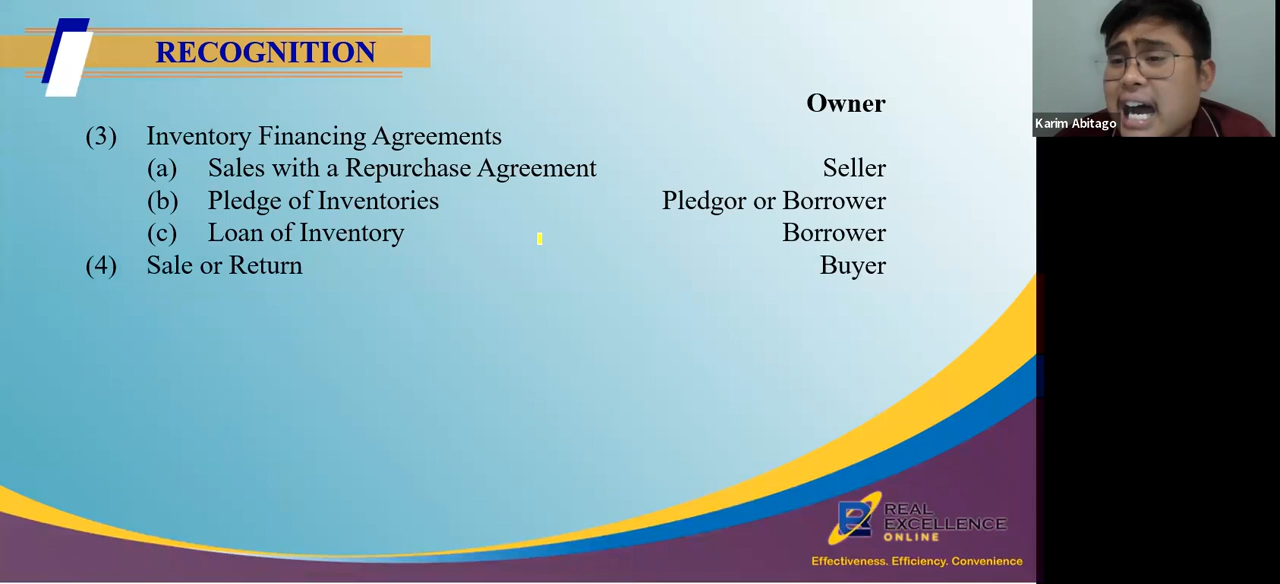 RECOGNITION
Owner
(3) Inventory Financing Agreements
(a) Sales with a Repurchase Agreement Seller
(b) Pledge of Inventories Pledgor or Borrower
(c) Loan of Inventory Borrower
(4) Sale or Return Buyer
Karim Abitago
REAL
EXCELLENCE
ONLINE
Effectiveness. Efficiency. Convenience